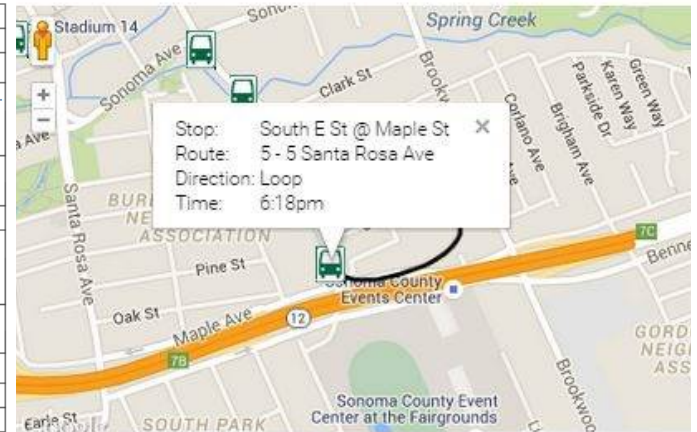 Stadium 14
Sonoma Ave
Spring Creek
Clark St
Corlano Ave
Brigham Ave
Parkside Dr
Karen Way
Green Way
+
−
Stop: South E St @ Maple St ×
Route: 5 - 5 Santa Rosa Ave
Direction: Loop
Time: 6:18pm
Santa Rosa Ave
ASSOCIATION
7C
Pine St
Sonoma County
Events Center
Oak St
Maple Ave
12
7B
Sonoma County Event
Center at the Fairgrounds
Earle St
SOUTH PARK